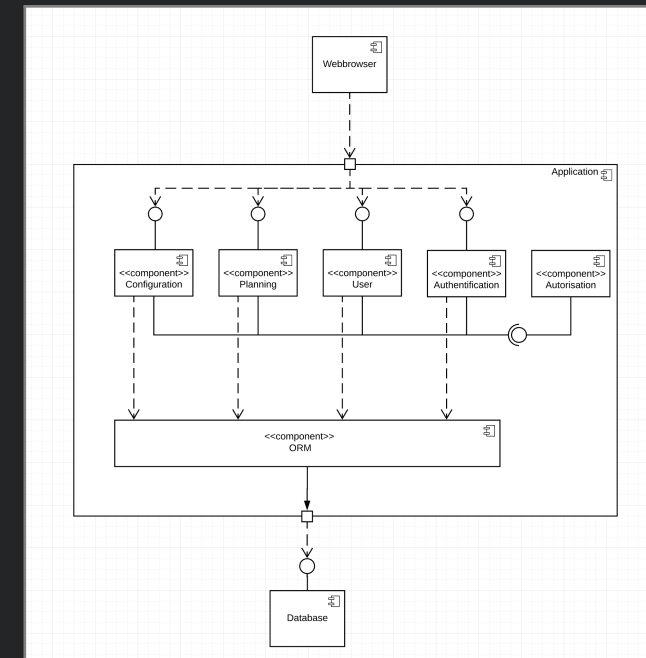 Webbrowser
Application
<<component>>
Configuration
<<component>>
Planning
<<component>>
User
<<component>>
Authentification
<<component>>
Autorisation
<<component>>
ORM
Database